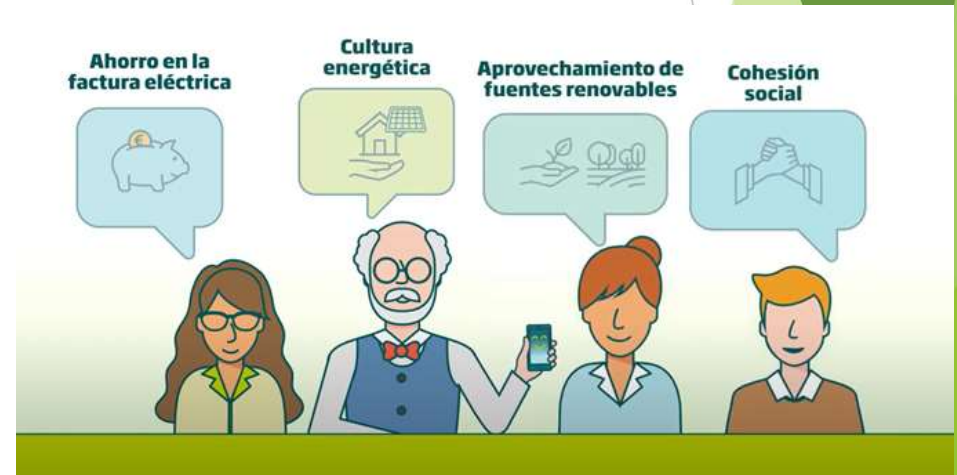 Ahorro en la
factura eléctrica
Cultura
energética
Aprovechamiento de
fuentes renovables
Cohesión
social
€